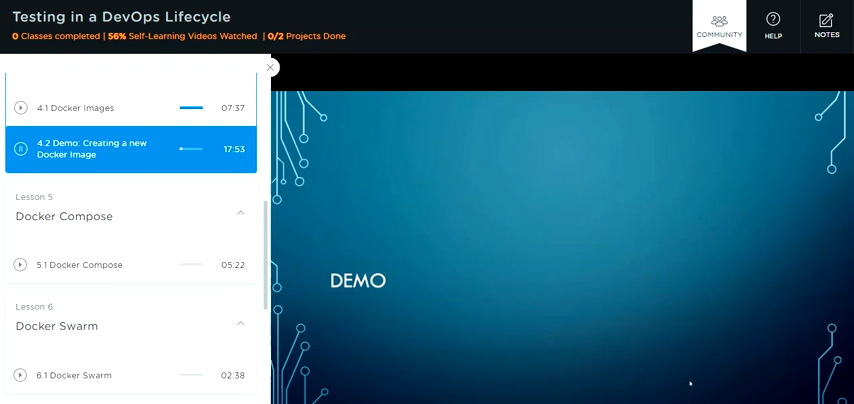 Testing in a DevOps Lifecycle
0 Classes completed | 56% Self-Learning Videos Watched | 0/2 Projects Done
COMMUNITY
HELP
NOTES
4.1 Docker Images 07:37
4.2 Demo: Creating a new
Docker Image
17:53
Lesson 5
Docker Compose
5.1 Docker Compose 05:22
Lesson 6
Docker Swarm
6.1 Docker Swarm 02:38
DEMO